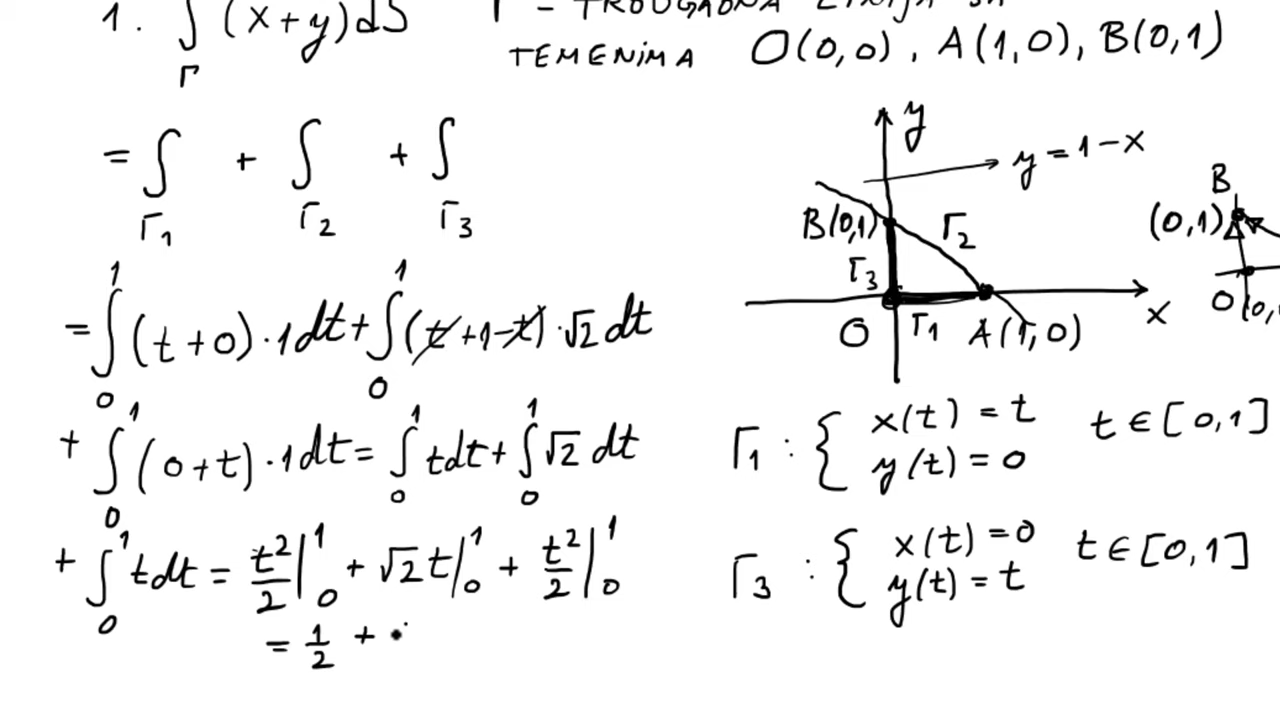 1. ∫_Γ (x+y)ds Γ - TROUGAONA LINIJA SA
TEMENIMA O(0,0), A(1,0), B(0,1)
= ∫_Γ1 + ∫_Γ2 + ∫_Γ3
= ∫_0^1 (t+0)·1dt + ∫_0^1 (t+1-t)·√2 dt
+ ∫_0^1 (0+t)·1dt = ∫_0^1 tdt + ∫_0^1 √2 dt
+ ∫_0^1 tdt = t²/2 |_0^1 + √2 t |_0^1 + t²/2 |_0^1
= 1/2 +
y
y = 1-x
B(0,1)
Γ2
Γ3
O
Γ1
A(1,0)
x
B
(0,1)
O (0,
Γ1 : { x(t) = t t ∈ [0,1]
y(t) = 0
Γ3 : { x(t) = 0 t ∈ [0,1]
y(t) = t